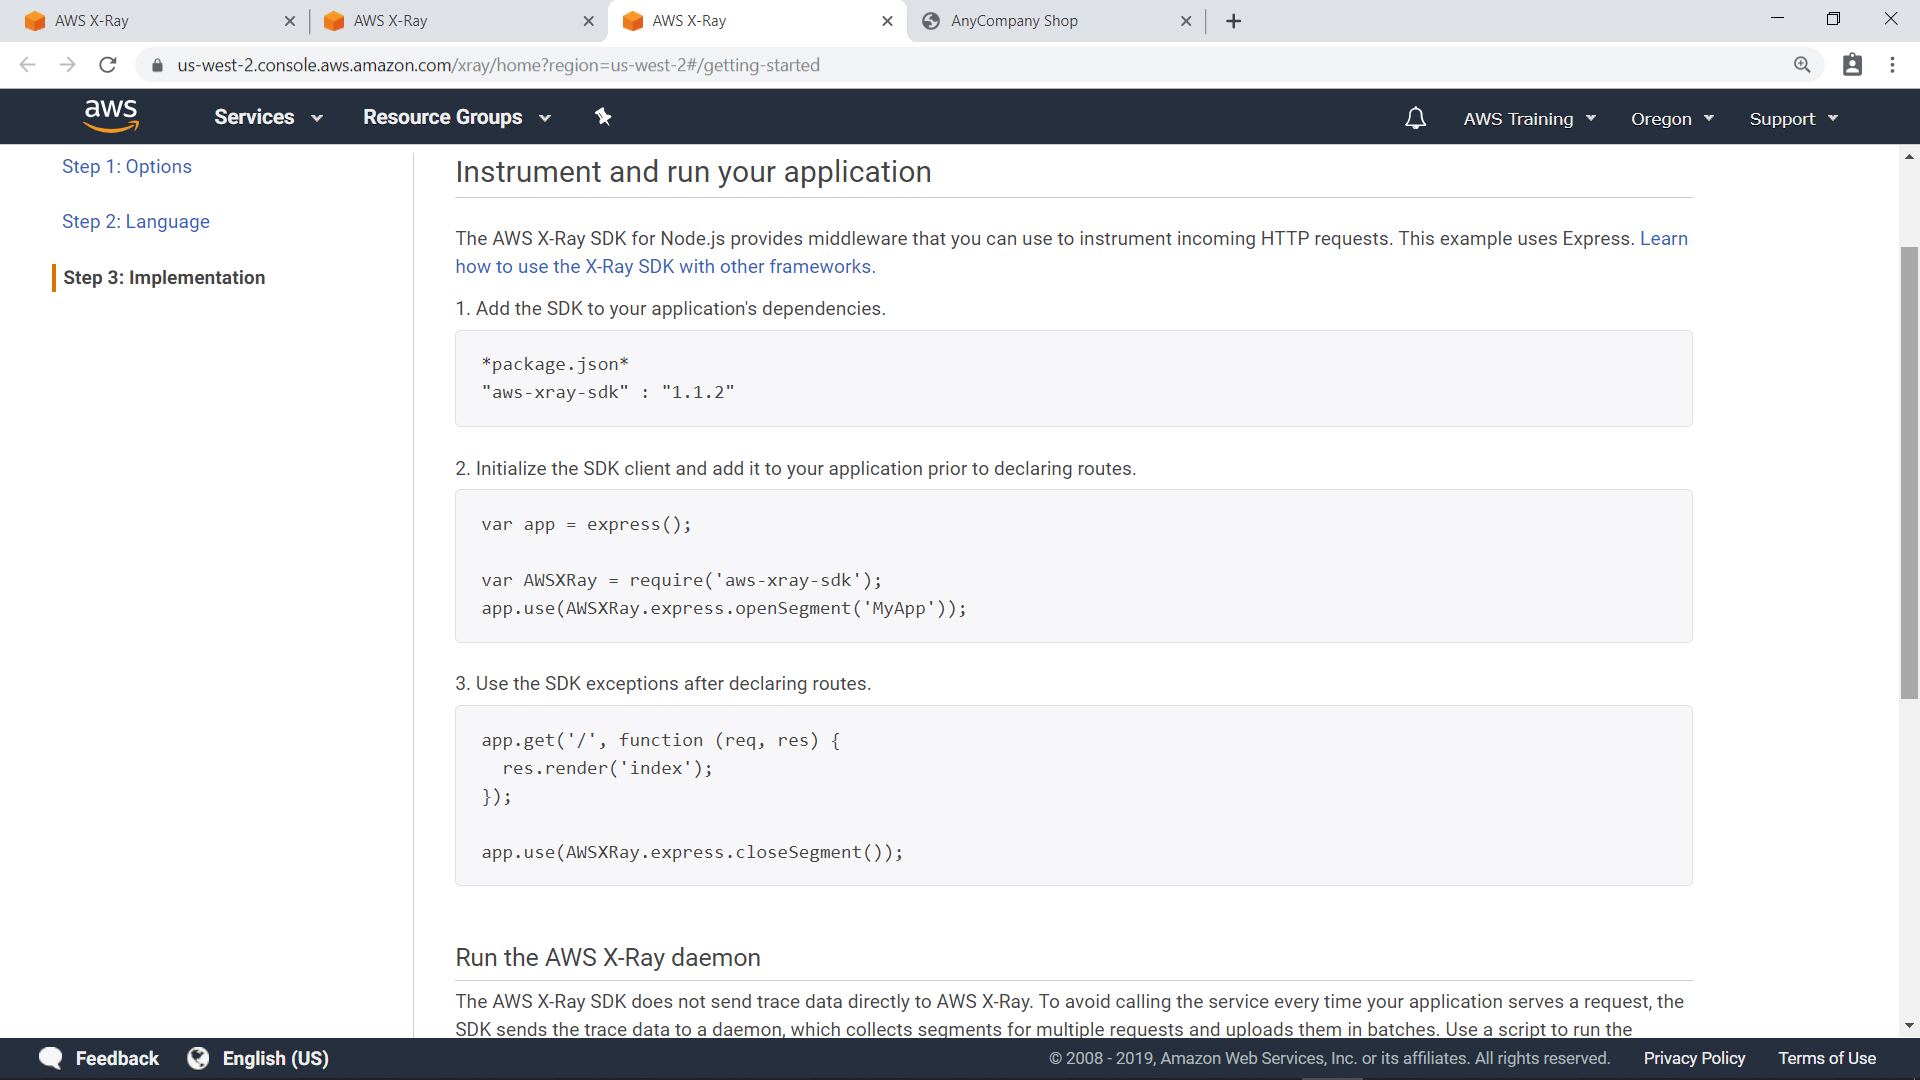 AWS X-Ray
AWS X-Ray
AWS X-Ray
AnyCompany Shop
us-west-2.console.aws.amazon.com/xray/home?region=us-west-2#/getting-started
aws
Services
Resource Groups
AWS Training
Oregon
Support
Step 1: Options
Step 2: Language
Step 3: Implementation
Instrument and run your application
The AWS X-Ray SDK for Node.js provides middleware that you can use to instrument incoming HTTP requests. This example uses Express. Learn
how to use the X-Ray SDK with other frameworks.
1. Add the SDK to your application's dependencies.
*package.json*
"aws-xray-sdk" : "1.1.2"
2. Initialize the SDK client and add it to your application prior to declaring routes.
var app = express();
var AWSXRay = require('aws-xray-sdk');
app.use(AWSXRay.express.openSegment('MyApp'));
3. Use the SDK exceptions after declaring routes.
app.get('/', function (req, res) {
  res.render('index');
});
app.use(AWSXRay.express.closeSegment());
Run the AWS X-Ray daemon
The AWS X-Ray SDK does not send trace data directly to AWS X-Ray. To avoid calling the service every time your application serves a request, the
SDK sends the trace data to a daemon, which collects segments for multiple requests and uploads them in batches. Use a script to run the
Feedback
English (US)
© 2008 - 2019, Amazon Web Services, Inc. or its affiliates. All rights reserved.
Privacy Policy
Terms of Use